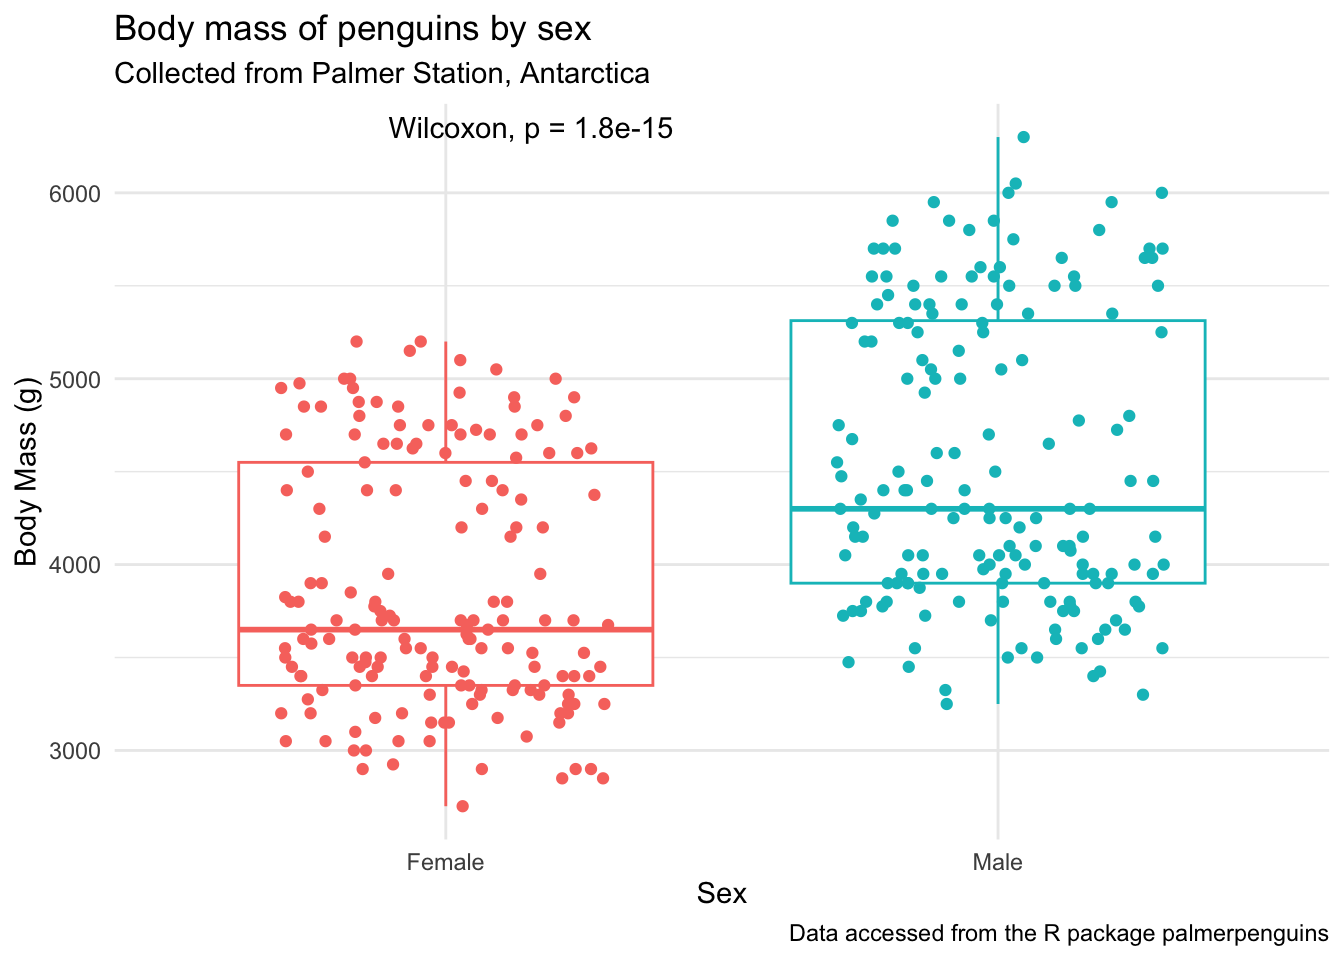 Body mass of penguins by sex
Collected from Palmer Station, Antarctica
Wilcoxon, p = 1.8e-15
6000
5000
4000
3000
Body Mass (g)
Female
Male
Sex
Data accessed from the R package palmerpenguins